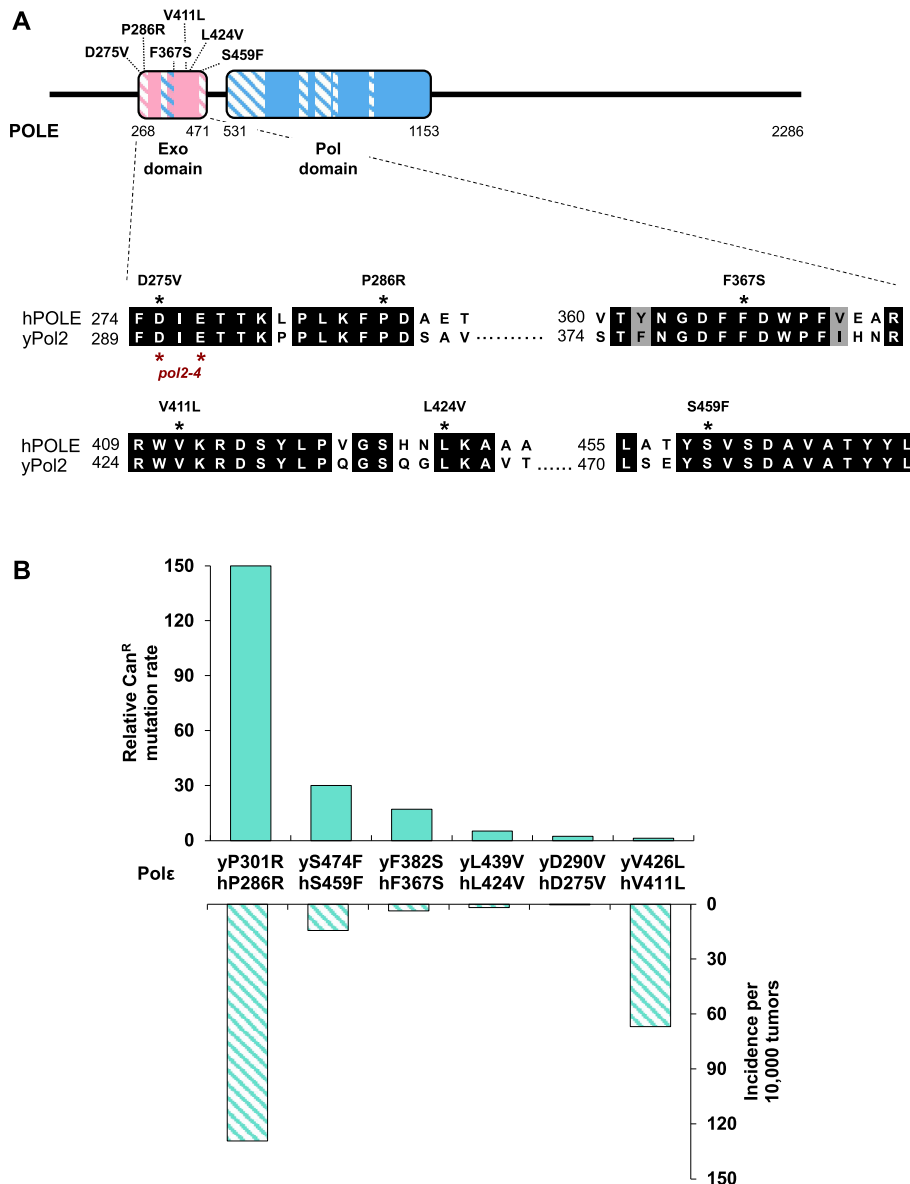 A
V411L
P286R
L424V
D275V
F367S
S459F
POLE
268
471
531
1153
2286
Exo
domain
Pol
domain
D275V
P286R
F367S
*
*
*
hPOLE 274 F D I E T T K L P L K F P D A E T 360 V T Y N G D F F D W P F V E A R
yPol2 289 F D I E T T K P P L K F P D S A V .......... 374 S T F N G D F F D W P F I H N R
* *
pol2-4
V411L
L424V
S459F
*
*
*
hPOLE 409 R W V K R D S Y L P V G S H N L K A A A 455 L A T Y S V S D A V A T Y Y L
yPol2 424 R W V K R D S Y L P Q G S Q G L K A V T ...... 470 L S E Y S V S D A V A T Y Y L
B
150
120
90
60
30
0
Relative CanR
mutation rate
Polε
yP301R yS474F yF382S yL439V yD290V yV426L
hP286R hS459F hF367S hL424V hD275V hV411L
0
30
60
90
120
150
Incidence per
10,000 tumors